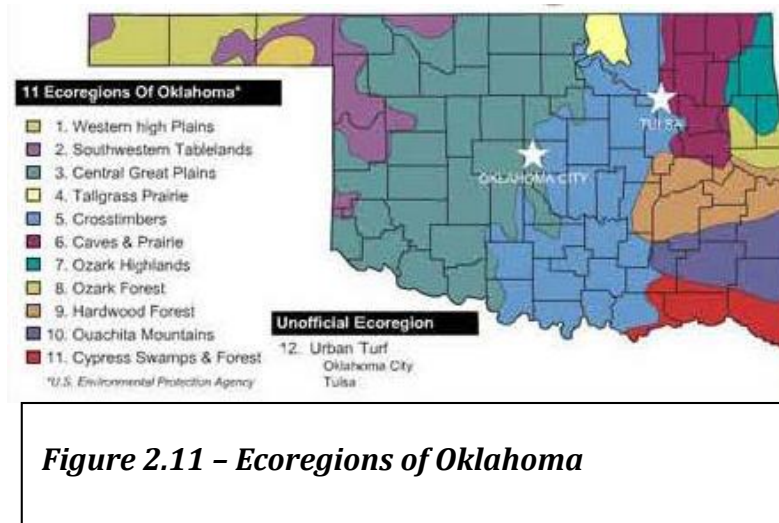 TULSA
OKLAHOMA CITY
11 Ecoregions Of Oklahoma*
1. Western high Plains
2. Southwestern Tablelands
3. Central Great Plains
4. Tallgrass Prairie
5. Crosstimbers
6. Caves & Prairie
7. Ozark Highlands
8. Ozark Forest
9. Hardwood Forest
10. Ouachita Mountains
11. Cypress Swamps & Forest
*U.S. Environmental Protection Agency
Unofficial Ecoregion
12. Urban Turf
Oklahoma City
Tulsa
Figure 2.11 – Ecoregions of Oklahoma